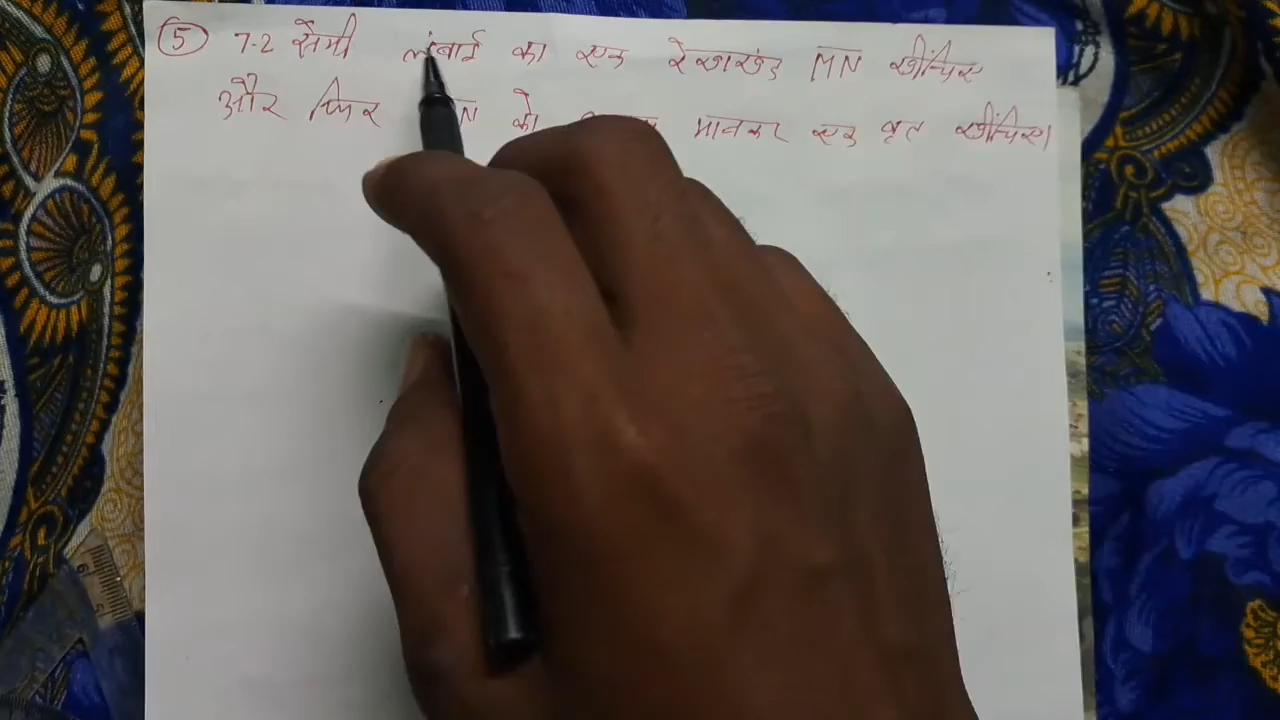 ⑤ 7.2 सेमी लंबाई का एक रेखाखंड MN खींचिए
और फिर को मानकर एक वृत खींचिए।